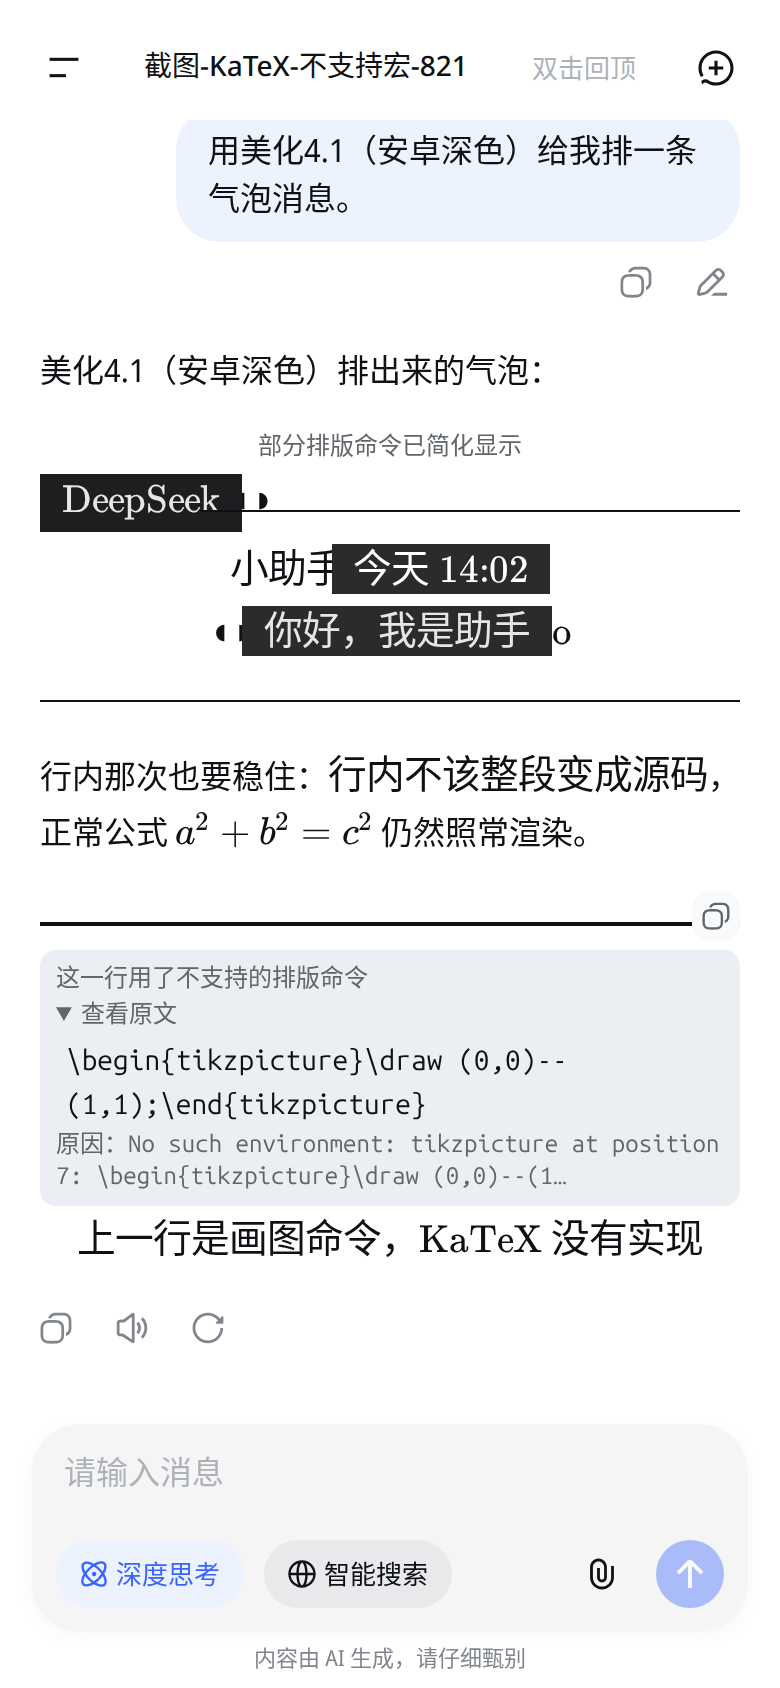 截图-KaTeX-不支持宏-821 双击回顶
用美化4.1（安卓深色）给我排一条
气泡消息。
美化4.1（安卓深色）排出来的气泡：
部分排版命令已简化显示
DeepSeek
小助手 今天 14:02
你好，我是助手 o
行内那次也要稳住：行内不该整段变成源码，
正常公式 a² + b² = c² 仍然照常渲染。
这一行用了不支持的排版命令
▼ 查看原文
\begin{tikzpicture}\draw (0,0)--
(1,1);\end{tikzpicture}
原因：No such environment: tikzpicture at position
7: \begin{tikzpicture}\draw (0,0)--(1…
上一行是画图命令，KaTeX 没有实现
请输入消息
深度思考 智能搜索
内容由 AI 生成，请仔细甄别